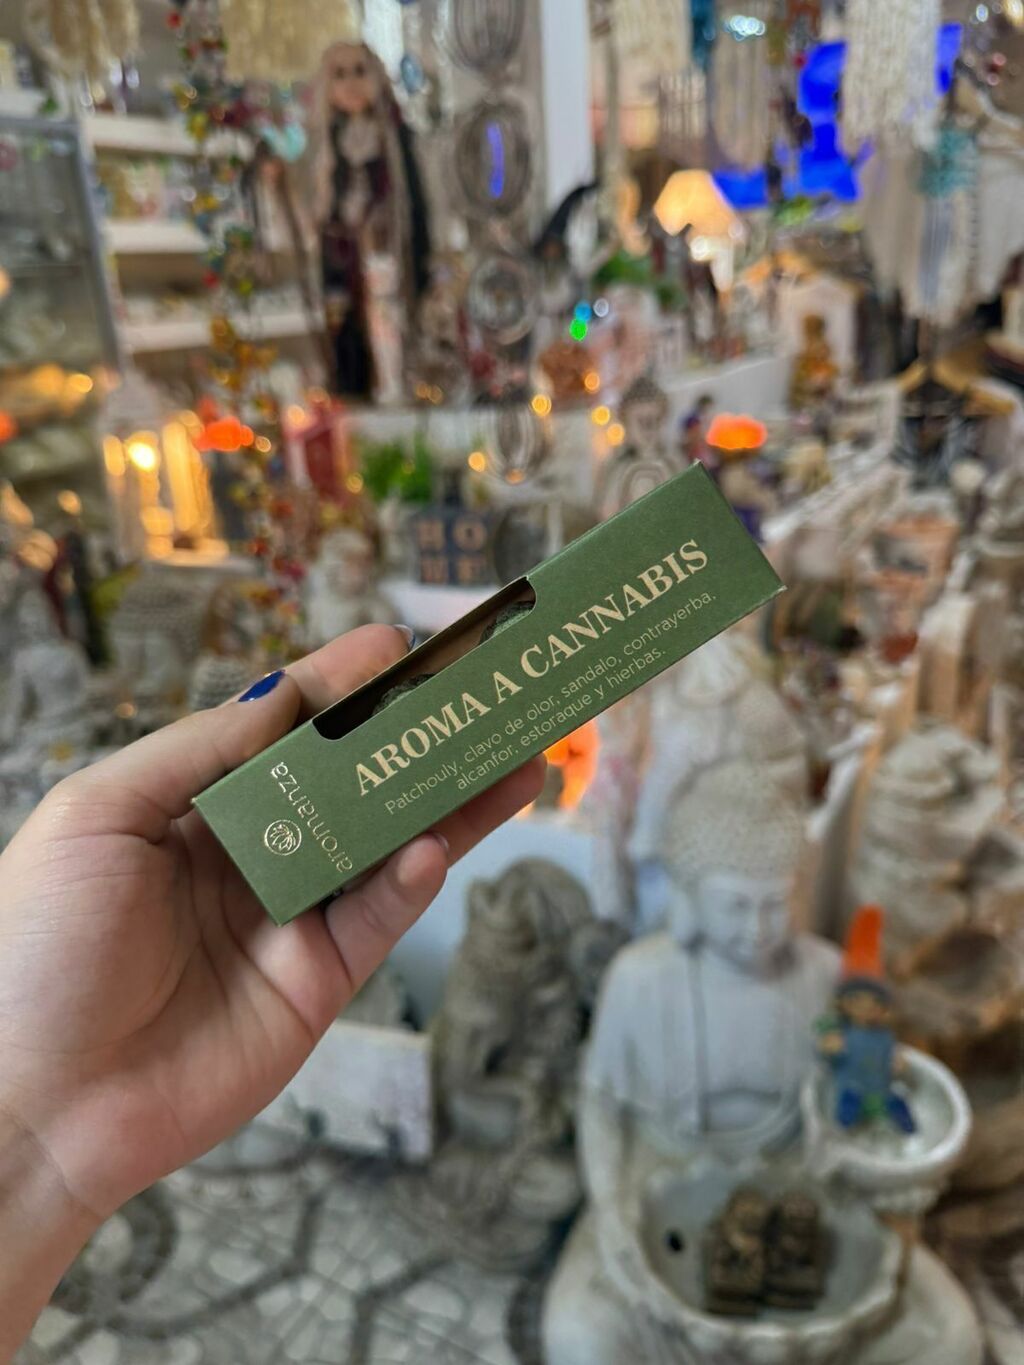 AROMA A CANNABIS
Patchouly, clavo de olor, sandalo, contrayerba,
alcanfor, estoraque y hierbas.
aromanza
HO
ME